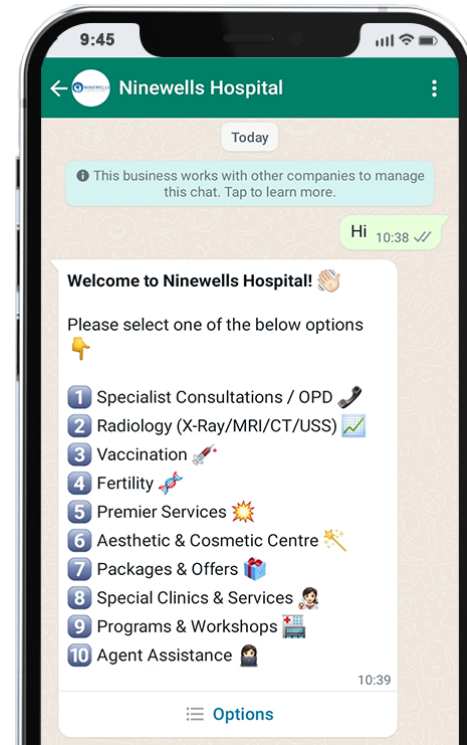 9:45
NINEWELLS
Ninewells Hospital
Today
This business works with other companies to manage
this chat. Tap to learn more.
Hi 10:38
Welcome to Ninewells Hospital! 👋🏻
Please select one of the below options
👇
1️⃣ Specialist Consultations / OPD 📞
2️⃣ Radiology (X-Ray/MRI/CT/USS) 📈
3️⃣ Vaccination 💉
4️⃣ Fertility 🧬
5️⃣ Premier Services 💥
6️⃣ Aesthetic & Cosmetic Centre 🪄
7️⃣ Packages & Offers 🎁
8️⃣ Special Clinics & Services 👩🏻‍⚕️
9️⃣ Programs & Workshops 🏥
🔟 Agent Assistance 👩🏻‍💻
10:39
Options